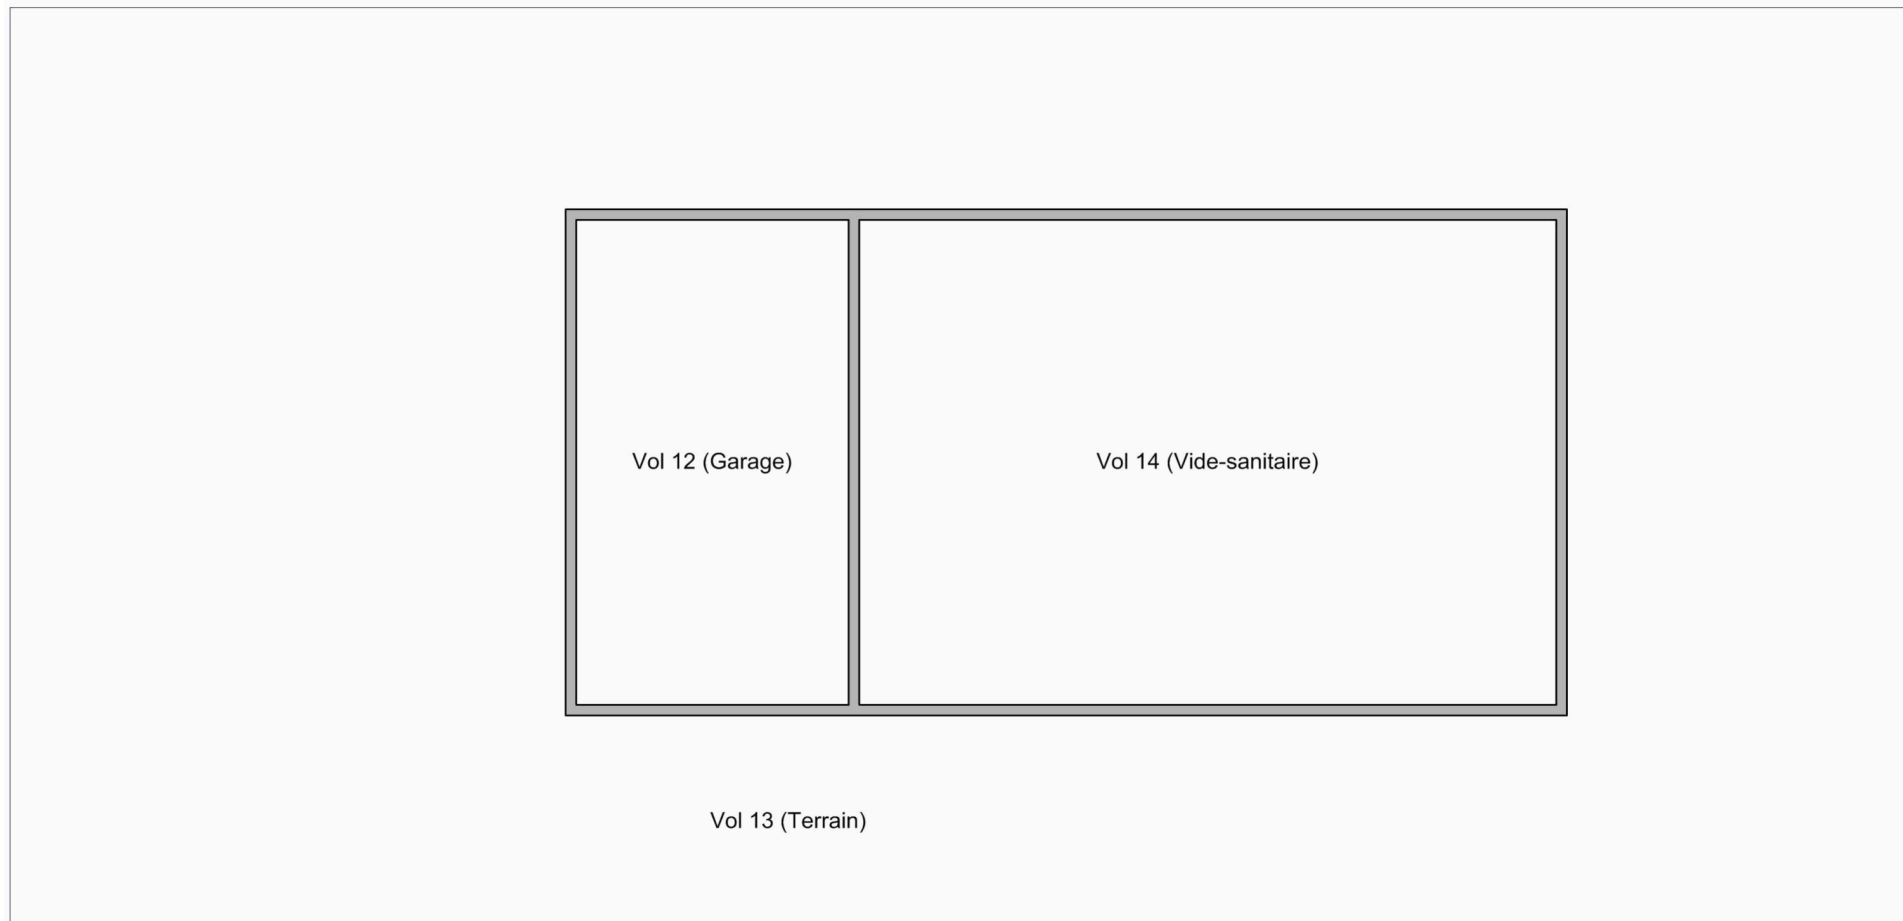 Vol 12 (Garage)
Vol 14 (Vide-sanitaire)
Vol 13 (Terrain)